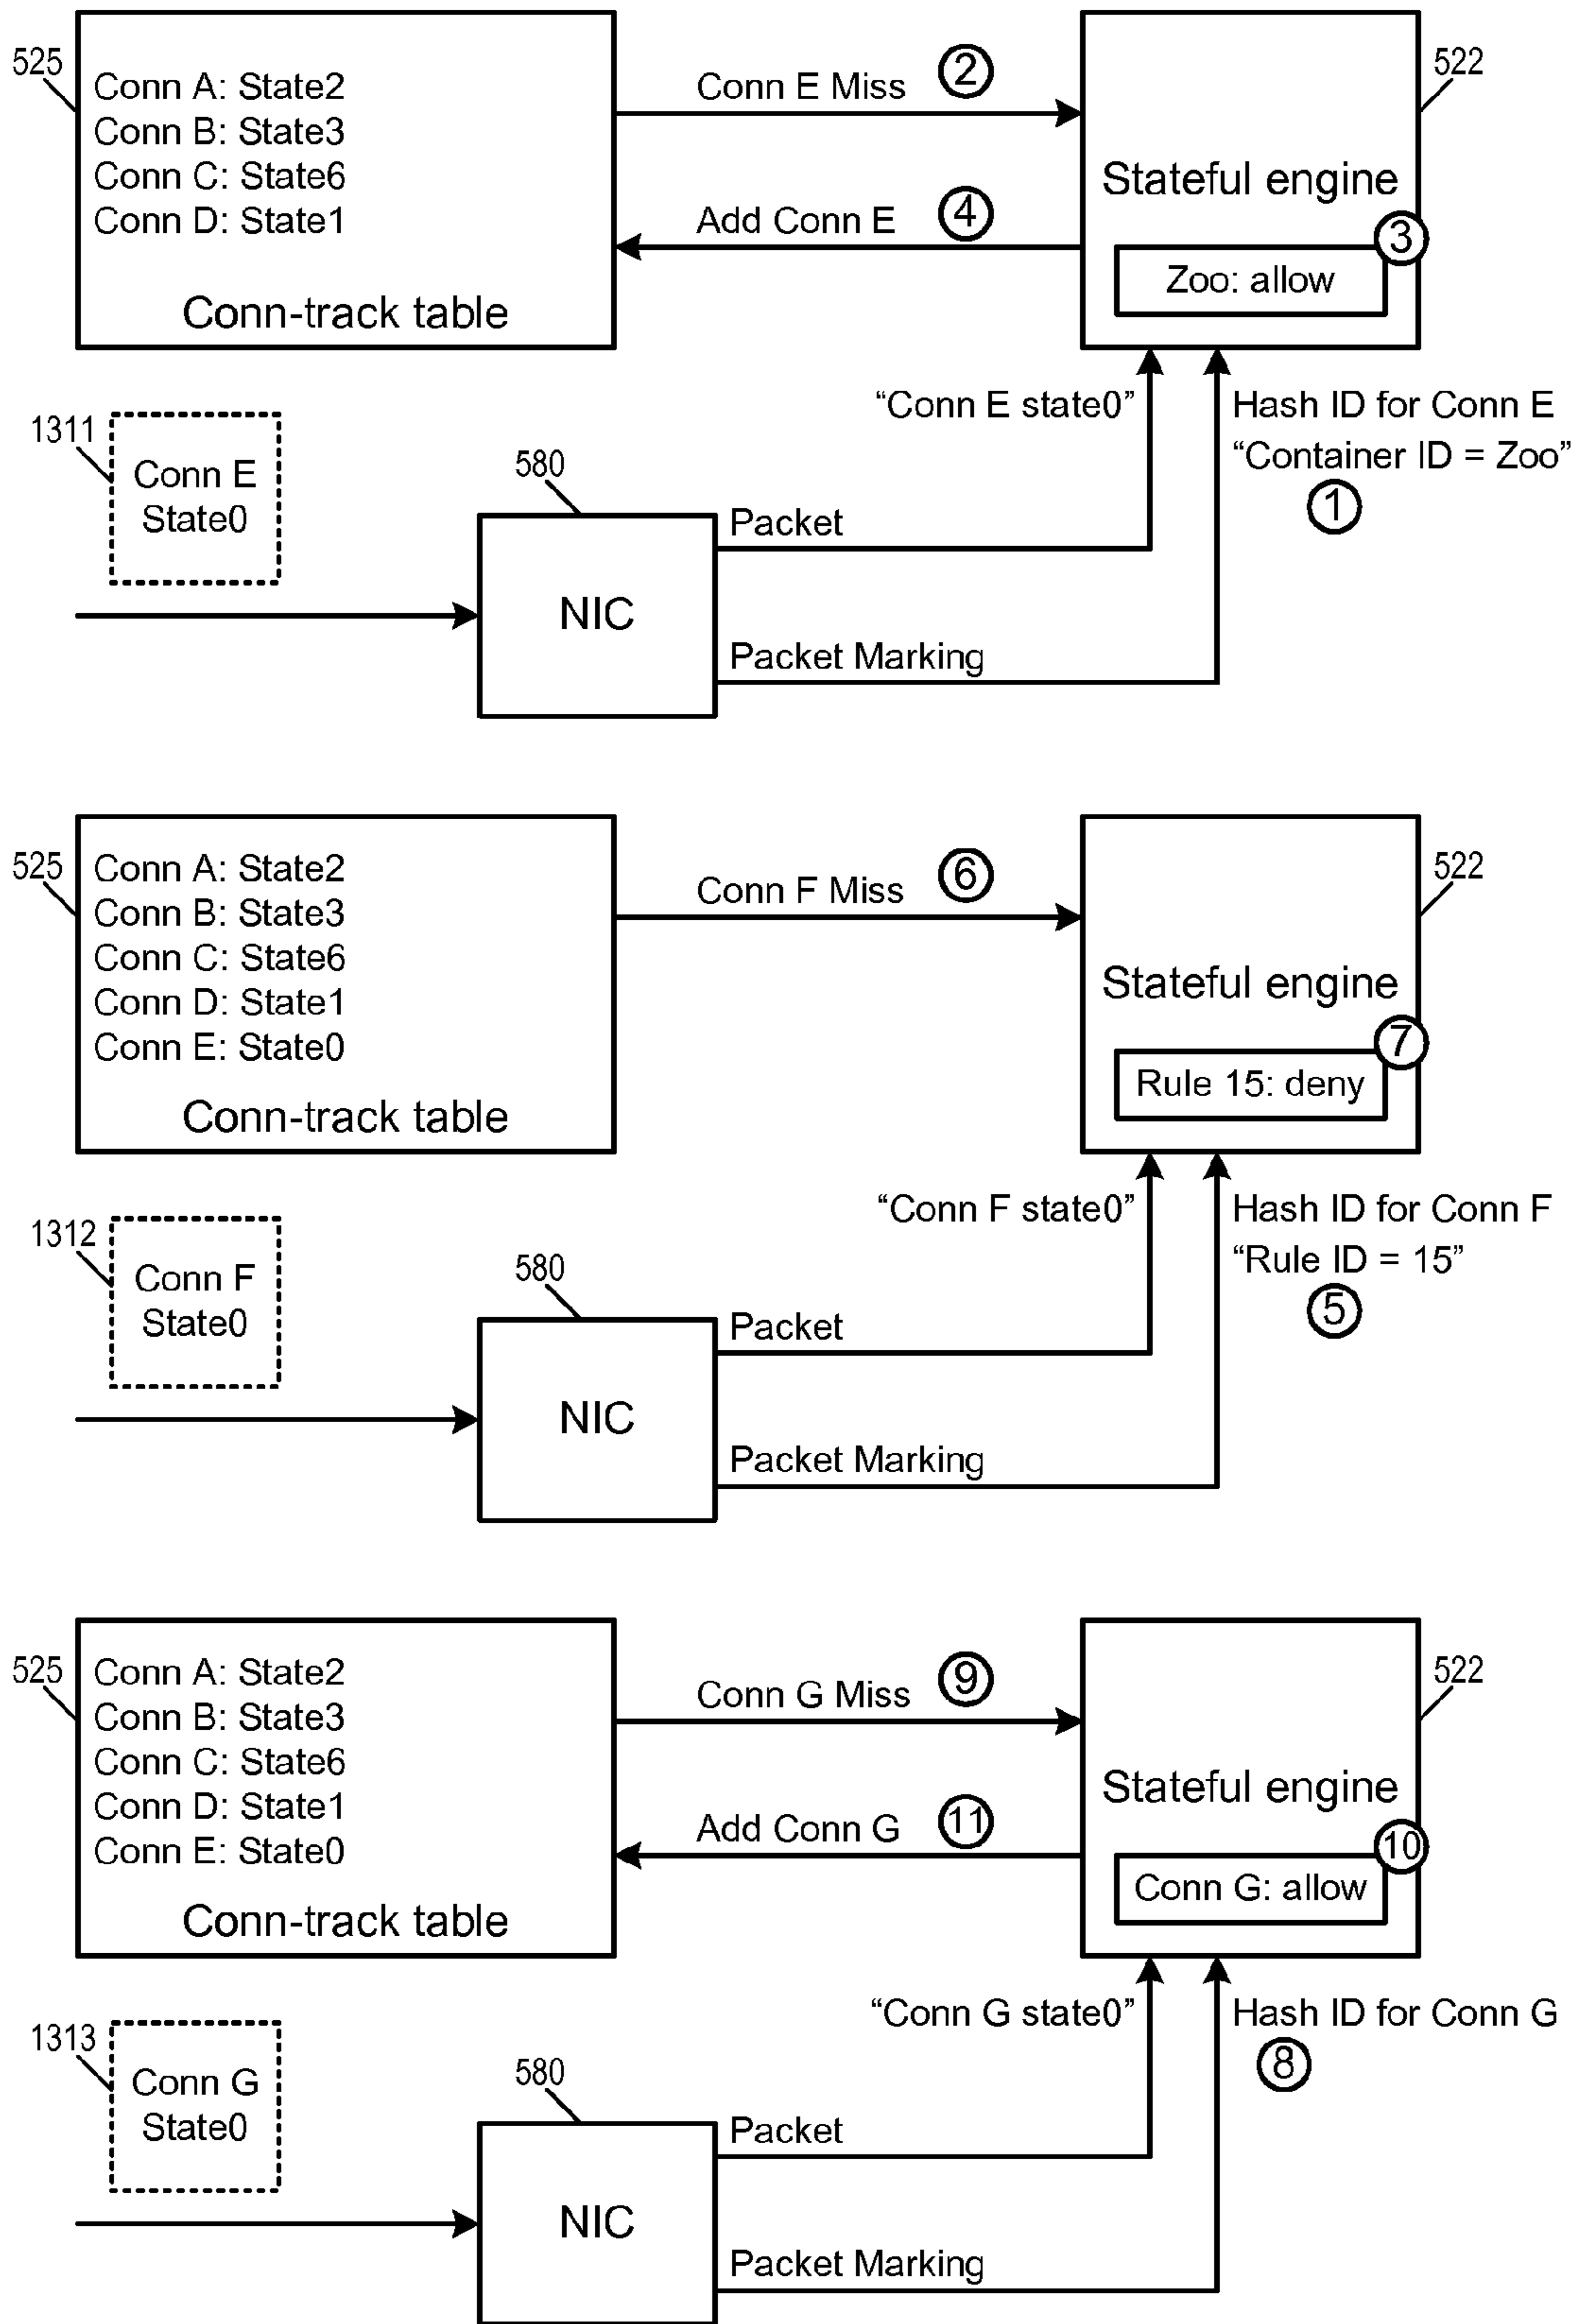 525
Conn A: State2
Conn B: State3
Conn C: State6
Conn D: State1
Conn-track table
Conn E Miss
2
Add Conn E
4
522
Stateful engine
3
Zoo: allow
1311
Conn E
State0
580
NIC
Packet
Packet Marking
“Conn E state0”
Hash ID for Conn E
“Container ID = Zoo”
1
525
Conn A: State2
Conn B: State3
Conn C: State6
Conn D: State1
Conn E: State0
Conn-track table
Conn F Miss
6
522
Stateful engine
7
Rule 15: deny
1312
Conn F
State0
580
NIC
Packet
Packet Marking
“Conn F state0”
Hash ID for Conn F
“Rule ID = 15”
5
525
Conn A: State2
Conn B: State3
Conn C: State6
Conn D: State1
Conn E: State0
Conn-track table
Conn G Miss
9
Add Conn G
11
522
Stateful engine
10
Conn G: allow
1313
Conn G
State0
580
NIC
Packet
Packet Marking
“Conn G state0”
Hash ID for Conn G
8